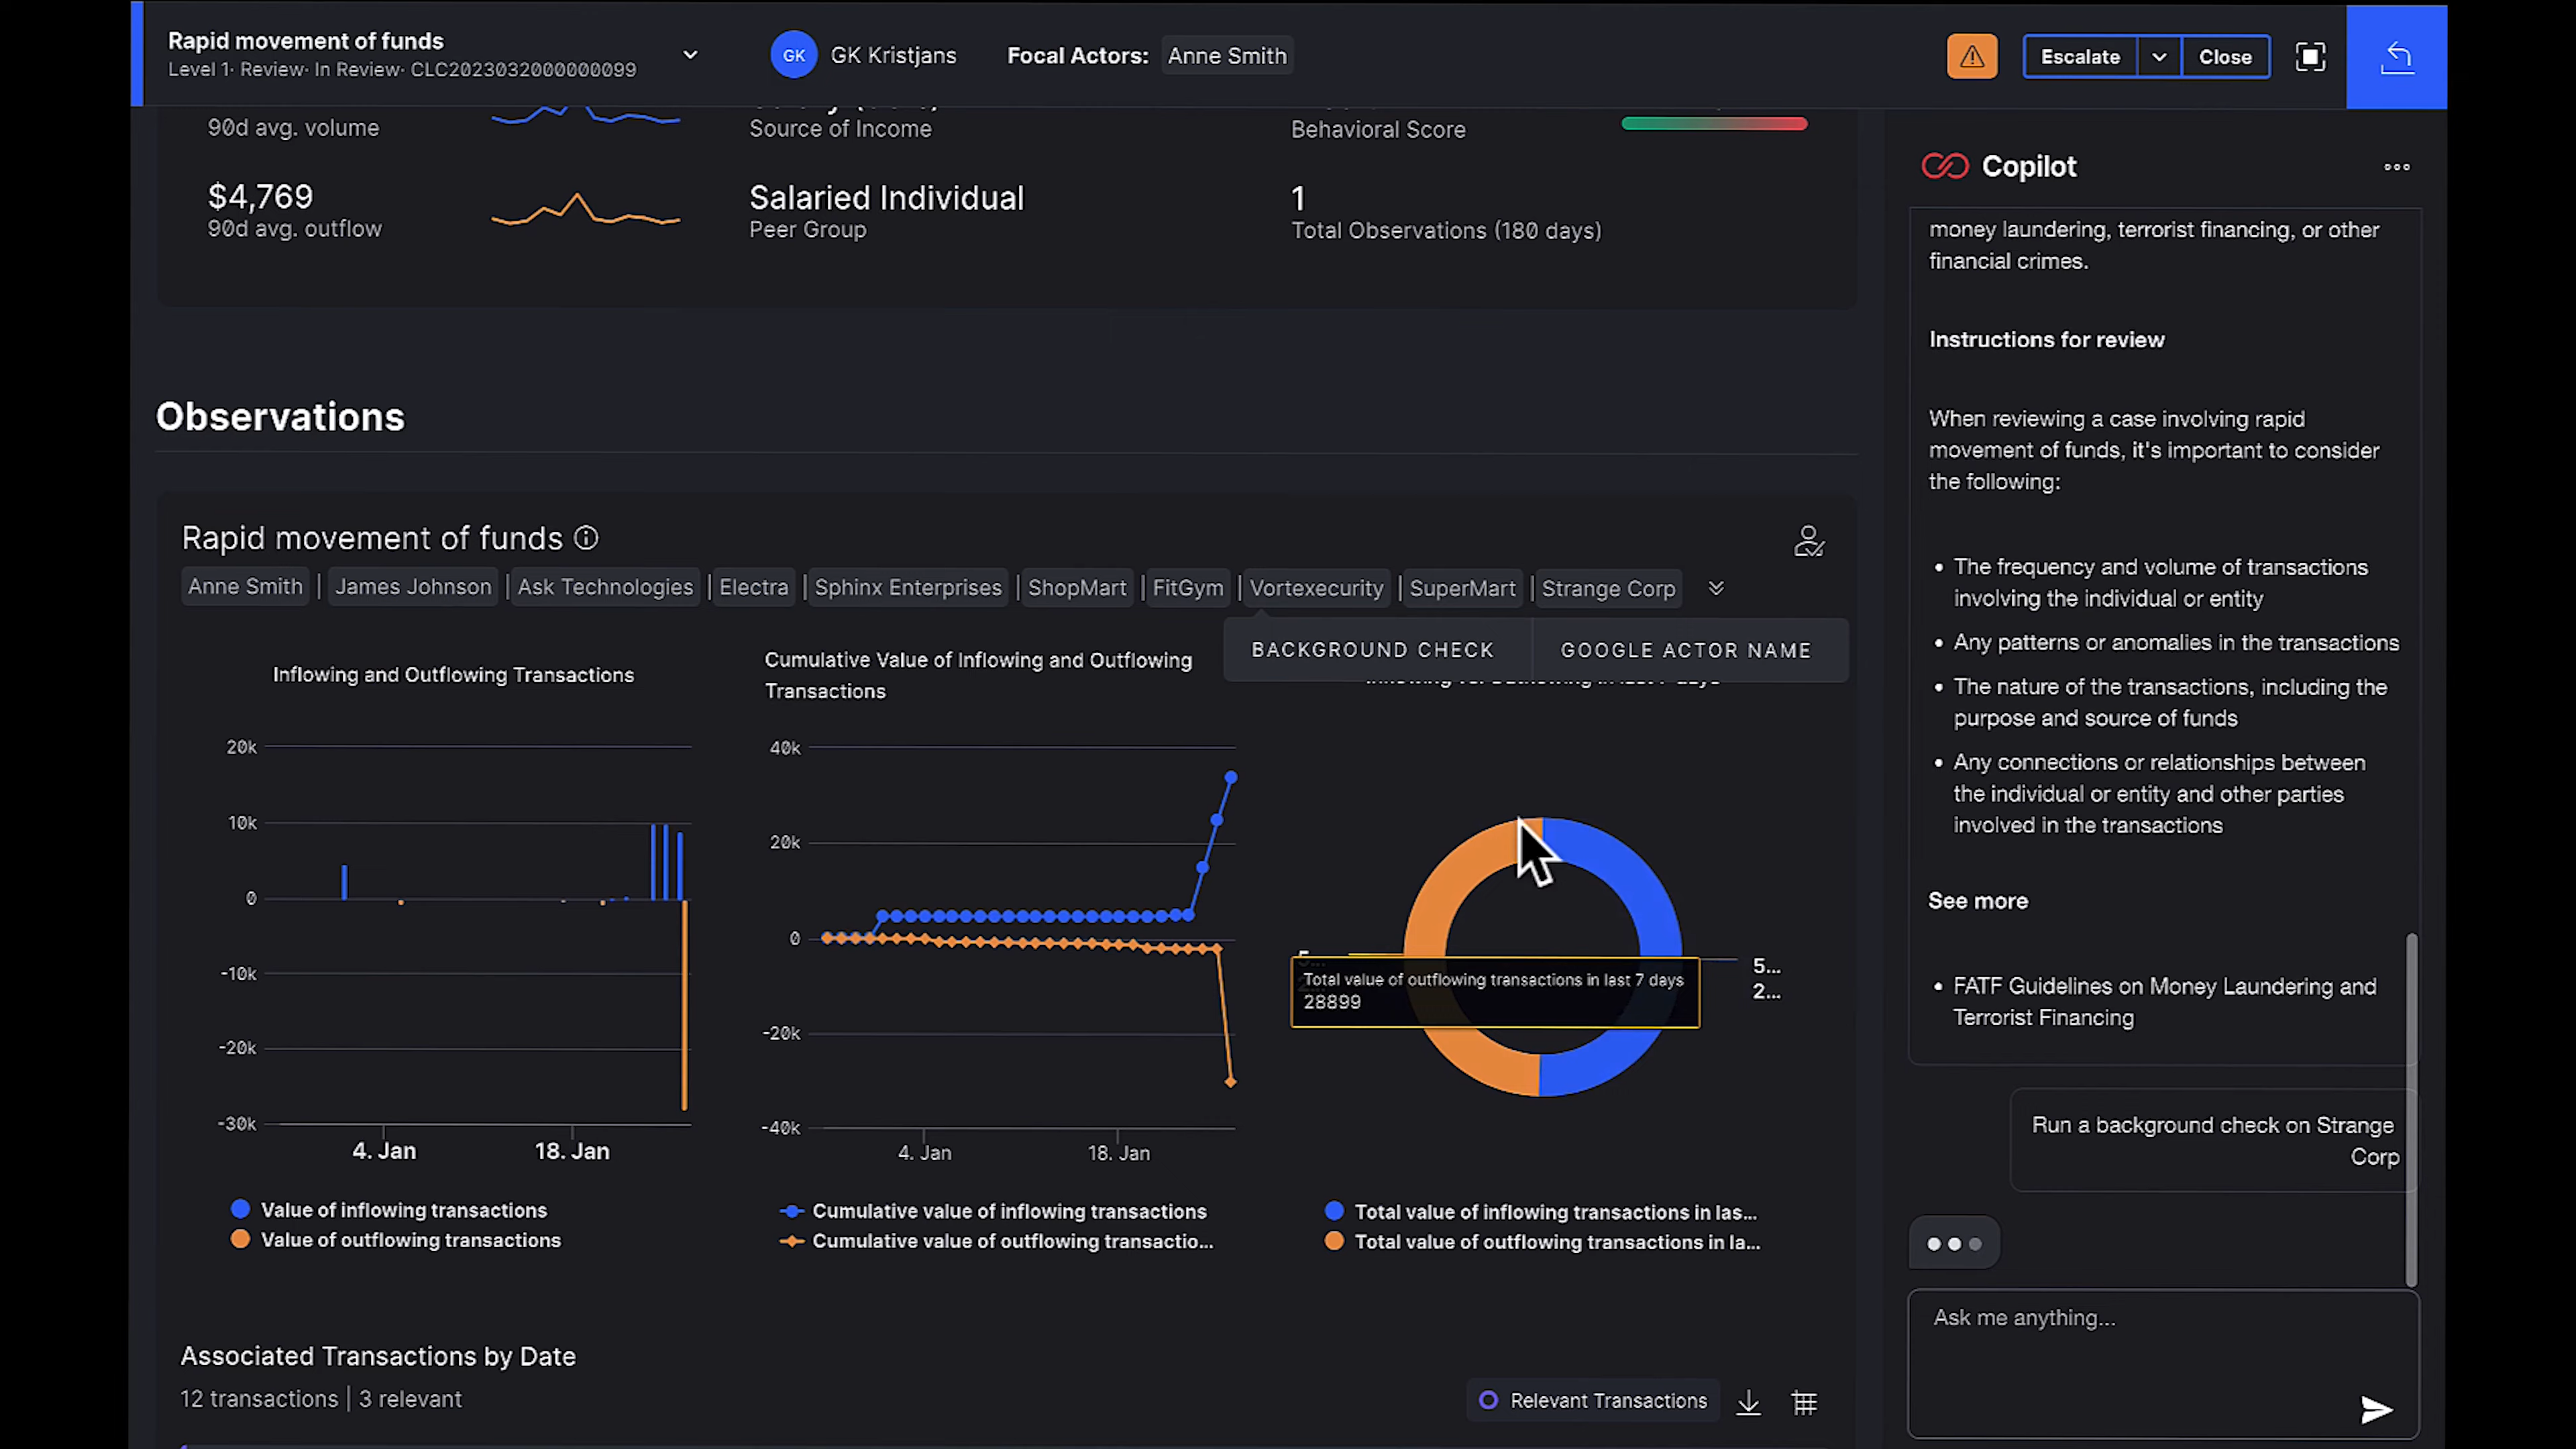 Rapid movement of funds
Level 1· Review· In Review· CLC2023032000000099
GK
GK Kristjans
Focal Actors:
Anne Smith
Escalate
Close
90d avg. volume
Source of Income
Behavioral Score
$4,769
90d avg. outflow
Salaried Individual
Peer Group
1
Total Observations (180 days)
Observations
Rapid movement of funds
Anne Smith | James Johnson | Ask Technologies | Electra | Sphinx Enterprises | ShopMart | FitGym | Vortexecurity | SuperMart | Strange Corp
BACKGROUND CHECK
GOOGLE ACTOR NAME
Inflowing and Outflowing Transactions
20k
10k
0
-10k
-20k
-30k
4. Jan
18. Jan
Value of inflowing transactions
Value of outflowing transactions
Cumulative Value of Inflowing and Outflowing
Transactions
40k
20k
0
-20k
-40k
4. Jan
18. Jan
Cumulative value of inflowing transactions
Cumulative value of outflowing transactio...
5...
2...
Total value of outflowing transactions in last 7 days
28899
Total value of inflowing transactions in las...
Total value of outflowing transactions in la...
Associated Transactions by Date
12 transactions | 3 relevant
Relevant Transactions
Copilot
money laundering, terrorist financing, or other
financial crimes.
Instructions for review
When reviewing a case involving rapid
movement of funds, it's important to consider
the following:
• The frequency and volume of transactions
involving the individual or entity
• Any patterns or anomalies in the transactions
• The nature of the transactions, including the
purpose and source of funds
• Any connections or relationships between
the individual or entity and other parties
involved in the transactions
See more
• FATF Guidelines on Money Laundering and
Terrorist Financing
Run a background check on Strange
Corp
Ask me anything...